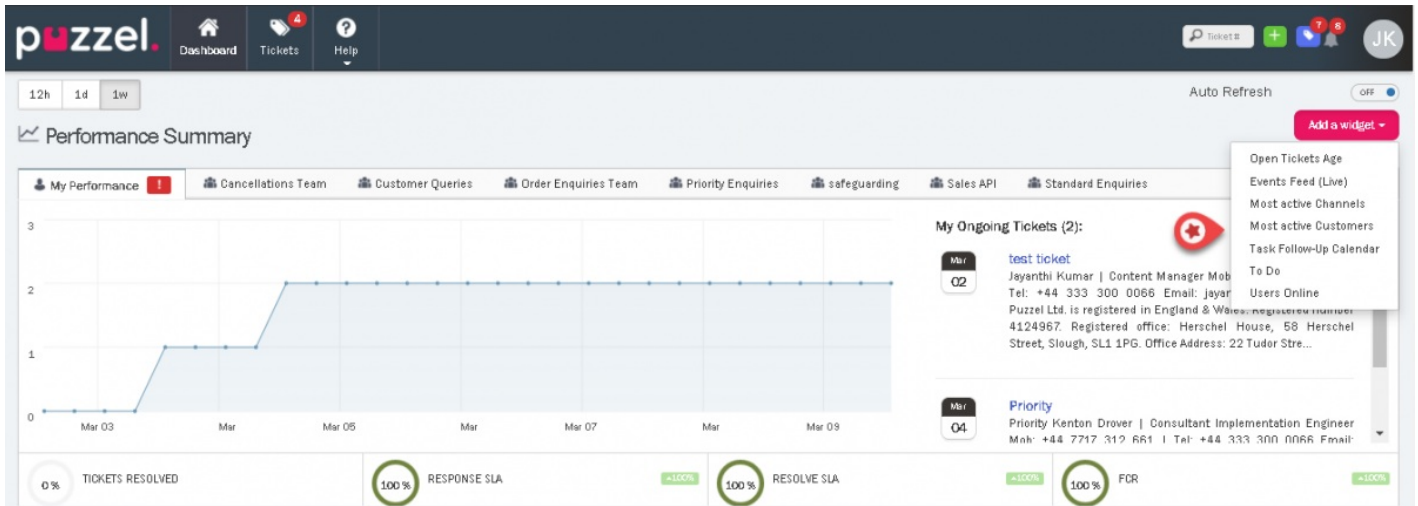 puzzel.
Dashboard
4
Tickets
?
Help
Ticket #
+
7
6
JK
12h 1d 1w
Auto Refresh
OFF
Performance Summary
Add a widget
Open Tickets Age
Events Feed (Live)
Most active Channels
Most active Customers
Task Follow-Up Calendar
To Do
Users Online
My Performance !
Cancellations Team
Customer Queries
Order Enquiries Team
Priority Enquiries
safeguarding
Sales API
Standard Enquiries
3
2
1
0
Mar 03 Mar Mar 05 Mar Mar 07 Mar Mar 09
My Ongoing Tickets (2):
Mar
02
test ticket
Jayanthi Kumar | Content Manager Mob
Tel: +44 333 300 0066 Email: jayan
Puzzel Ltd. is registered in England & Wales. Registered number
4124967. Registered office: Herschel House, 58 Herschel
Street, Slough, SL1 1PG. Office Address: 22 Tudor Stre...
Mar
04
Priority
Priority Kenton Drover | Consultant Implementation Engineer
Mob: +44 7717 312 661 | Tel: +44 333 300 0066 Email:
0 %
TICKETS RESOLVED
100 %
RESPONSE SLA
100%
100 %
RESOLVE SLA
100%
100 %
FCR
100%